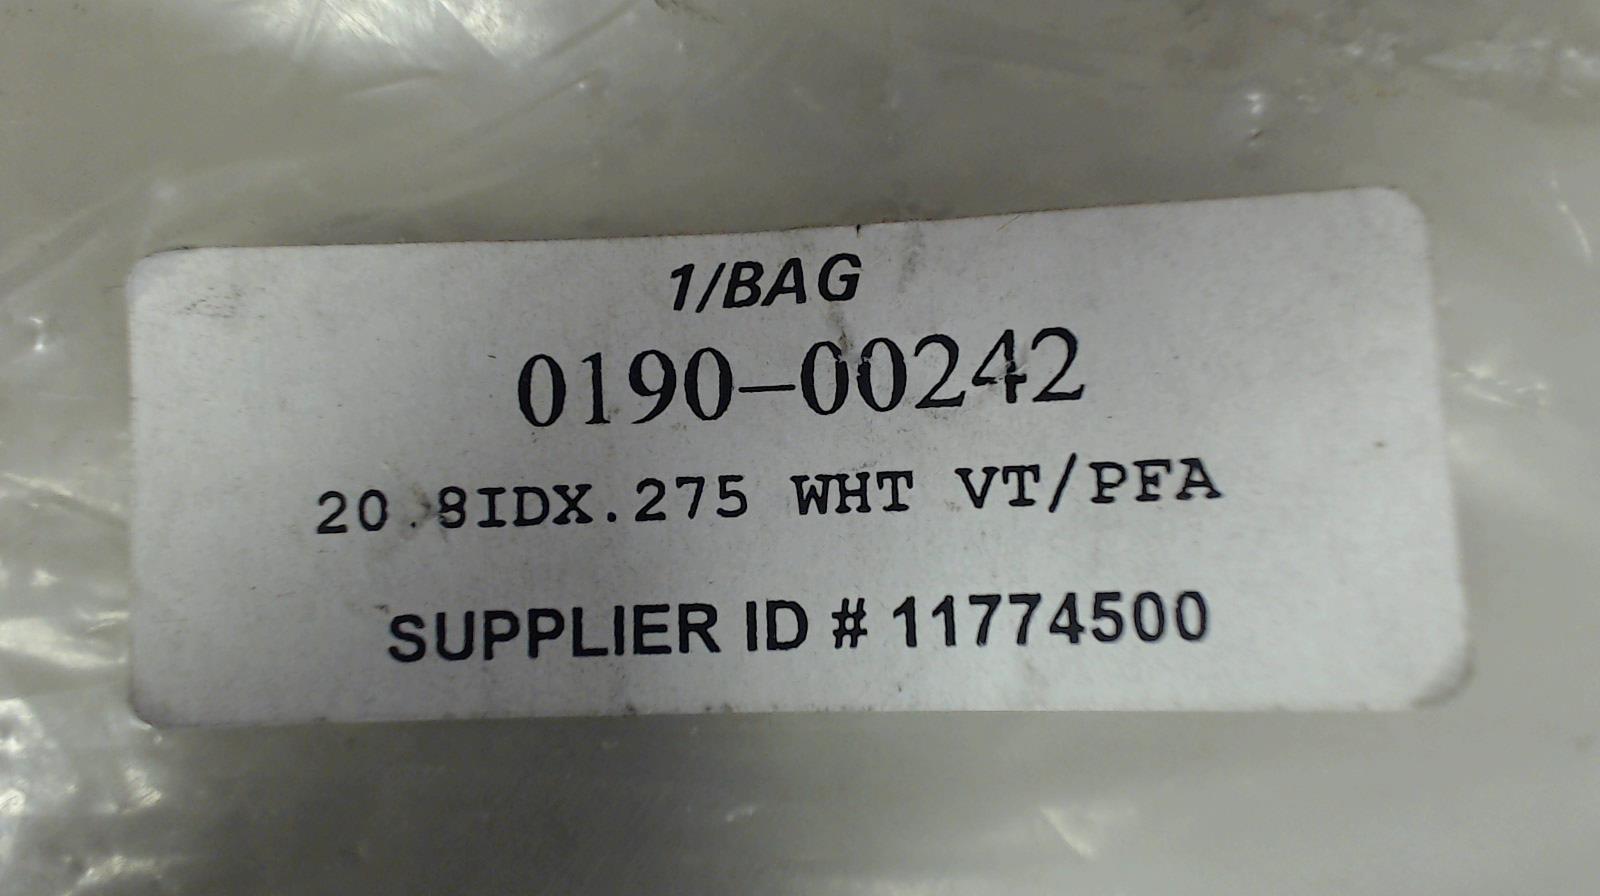 1/BAG
0190-00242
20.8IDX.275 WHT VT/PFA
SUPPLIER ID # 11774500